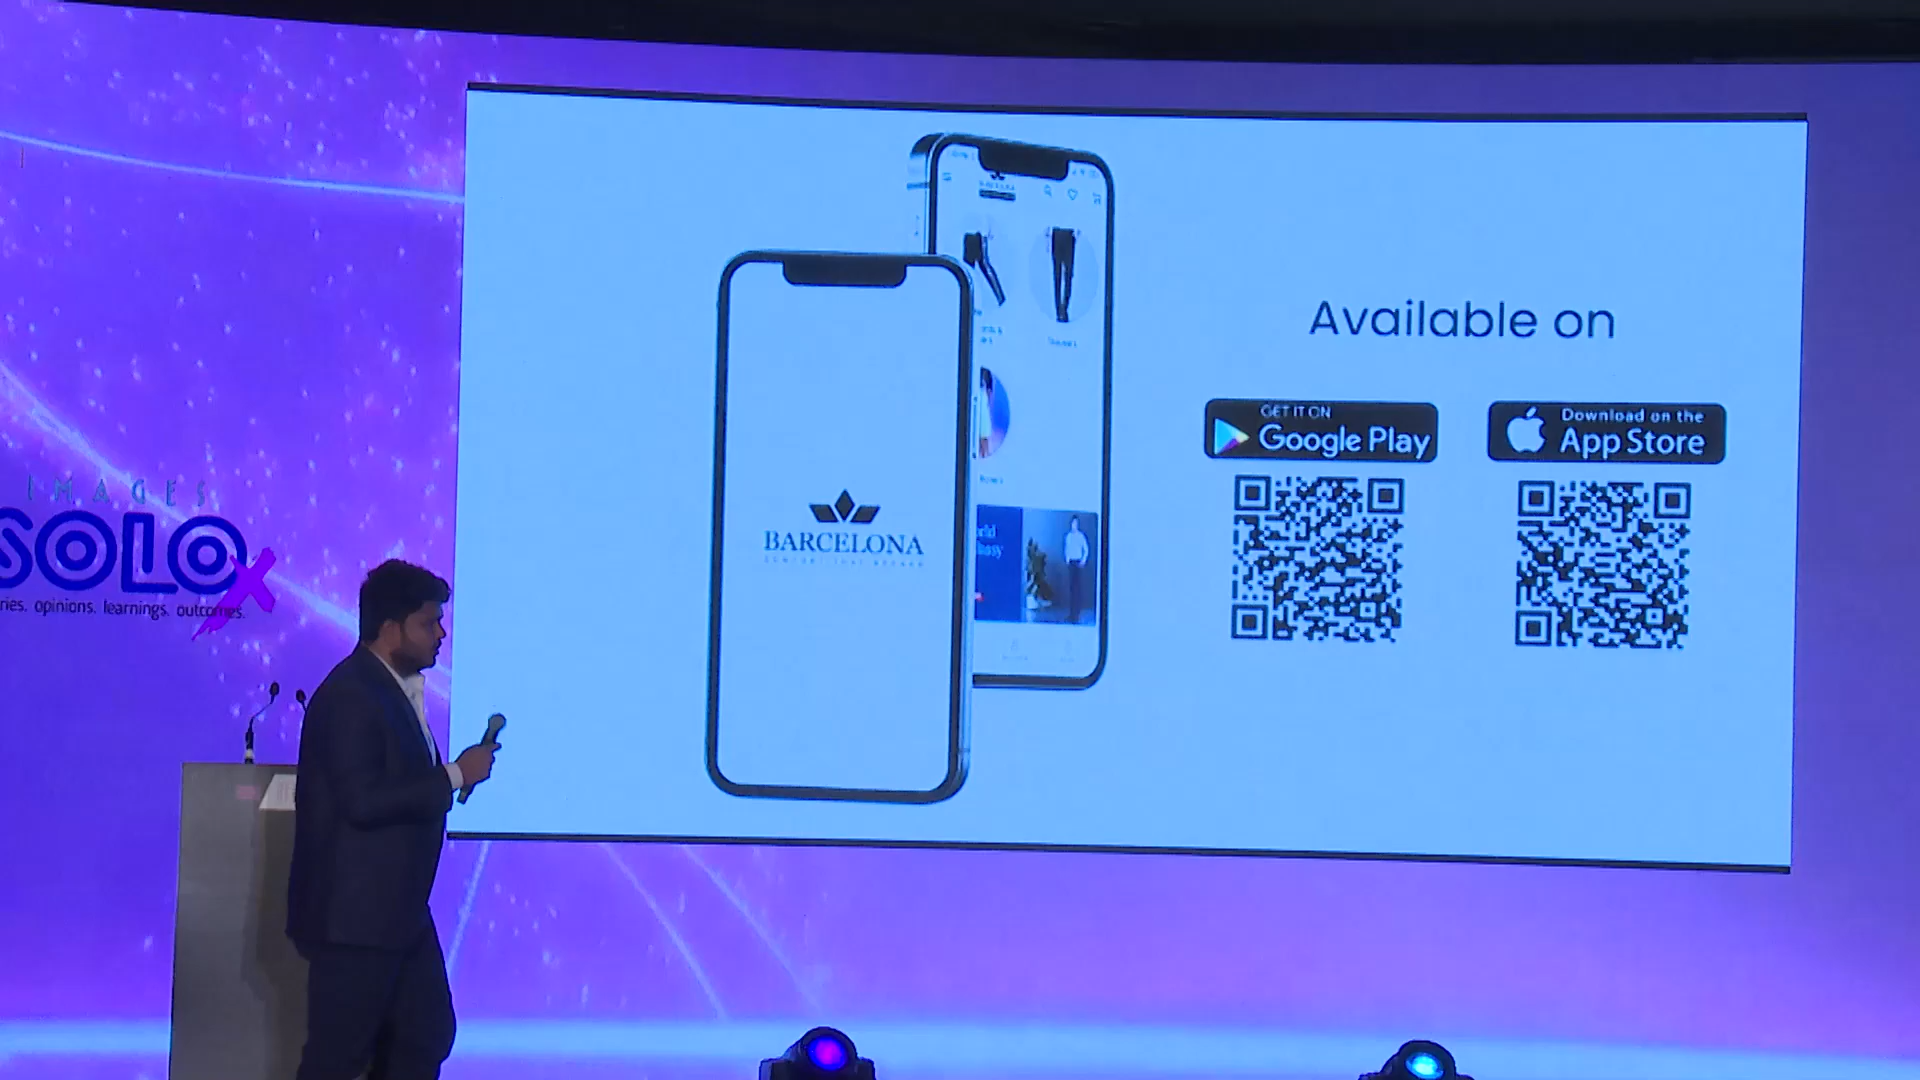 IMAGES
SOLO X
ries. opinions. learnings. outcomes.
BARCELONA
Available on
GET IT ON
Google Play
Download on the
App Store